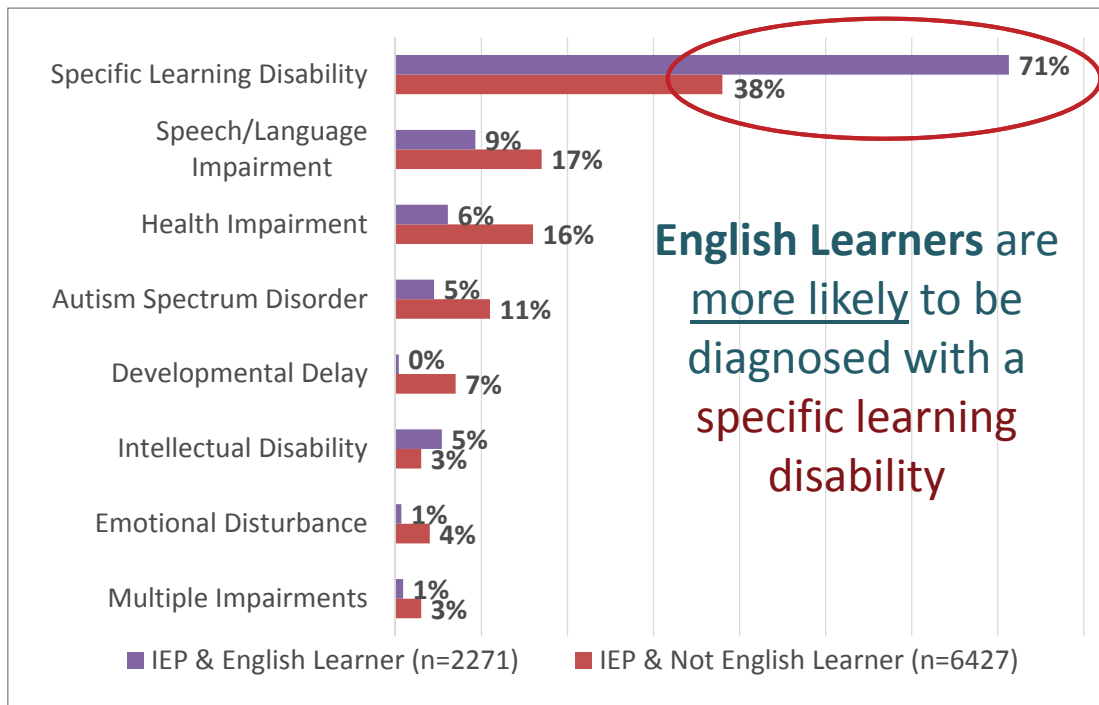 Specific Learning Disability
71%
38%
Speech/Language
Impairment
9%
17%
Health Impairment
6%
16%
Autism Spectrum Disorder
5%
11%
Developmental Delay
0%
7%
Intellectual Disability
5%
3%
Emotional Disturbance
1%
4%
Multiple Impairments
1%
3%
English Learners are
more likely to be
diagnosed with a
specific learning
disability
IEP & English Learner (n=2271)
IEP & Not English Learner (n=6427)